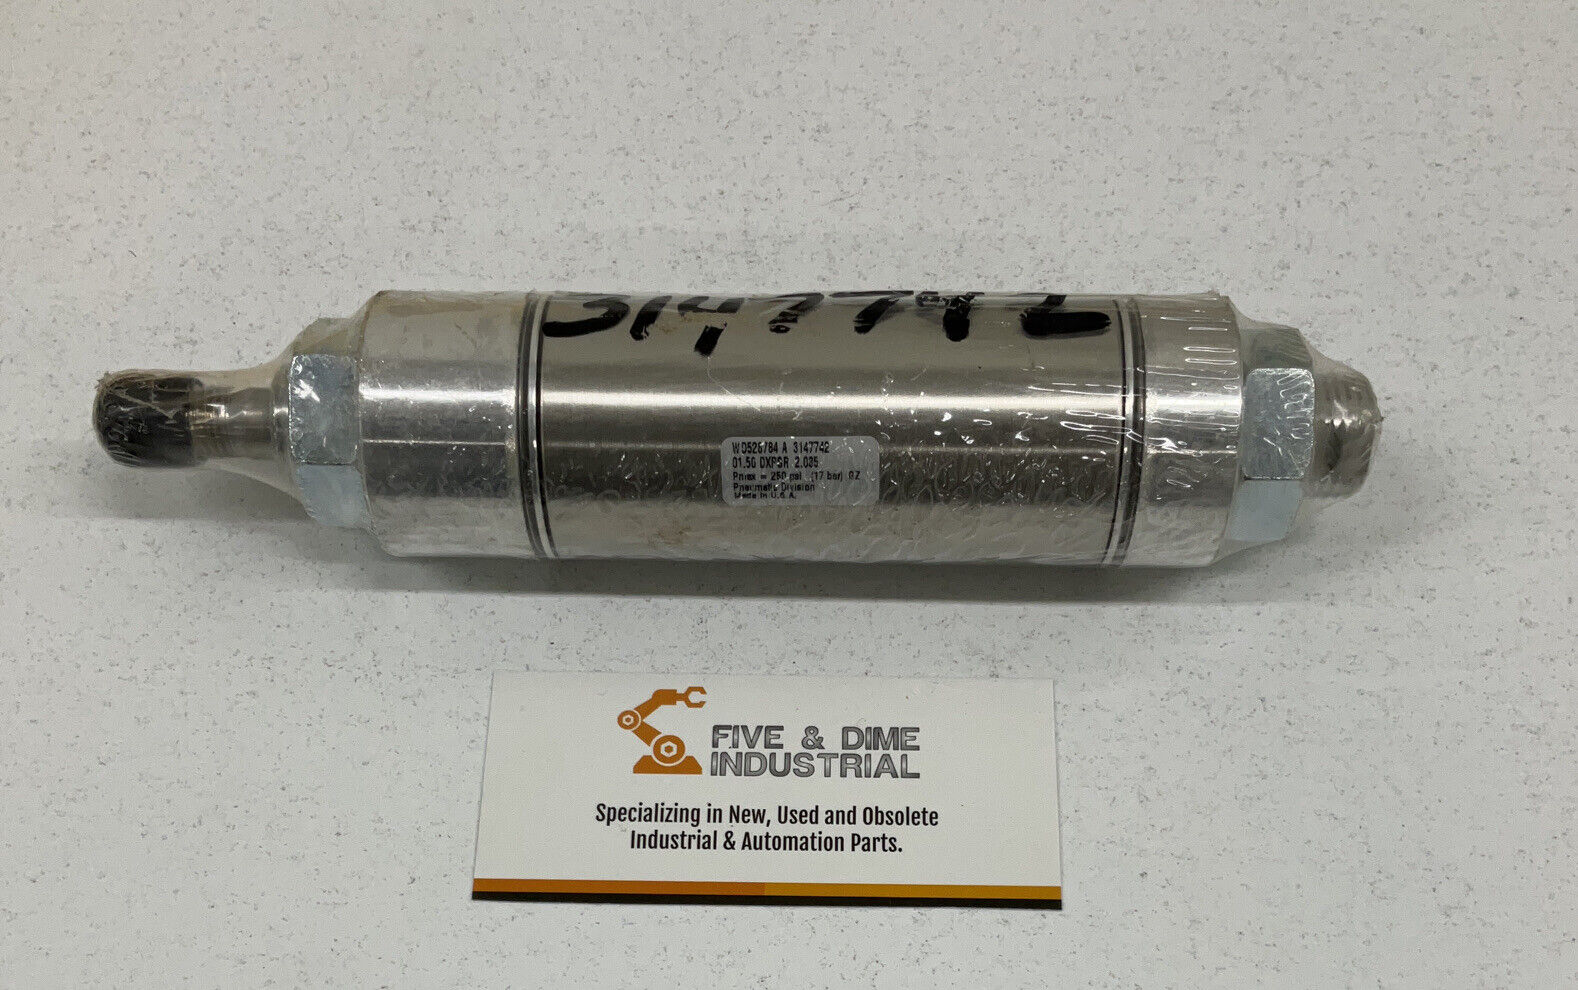 3147742
WD526784 A 3147742
01.50 DXPSR 2.035
Pmax = 250 psi (17 bar) GZ
Pneumatic Division
Made in U.S.A.
FIVE & DIME
INDUSTRIAL
Specializing in New, Used and Obsolete
Industrial & Automation Parts.